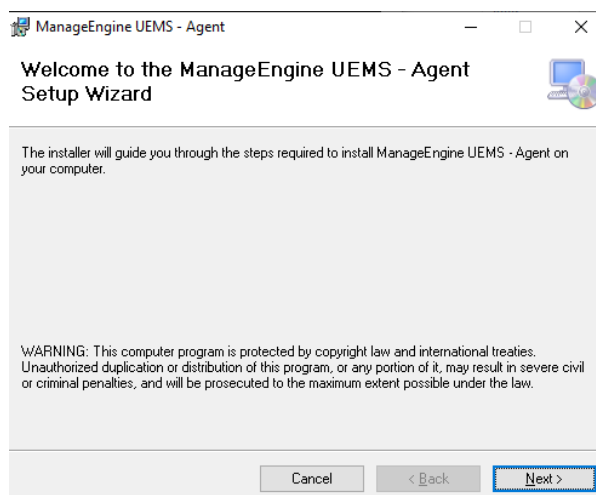 ManageEngine UEMS - Agent
Welcome to the ManageEngine UEMS - Agent
Setup Wizard
The installer will guide you through the steps required to install ManageEngine UEMS - Agent on
your computer.
WARNING: This computer program is protected by copyright law and international treaties.
Unauthorized duplication or distribution of this program, or any portion of it, may result in severe civil
or criminal penalties, and will be prosecuted to the maximum extent possible under the law.
Cancel
< Back
Next >